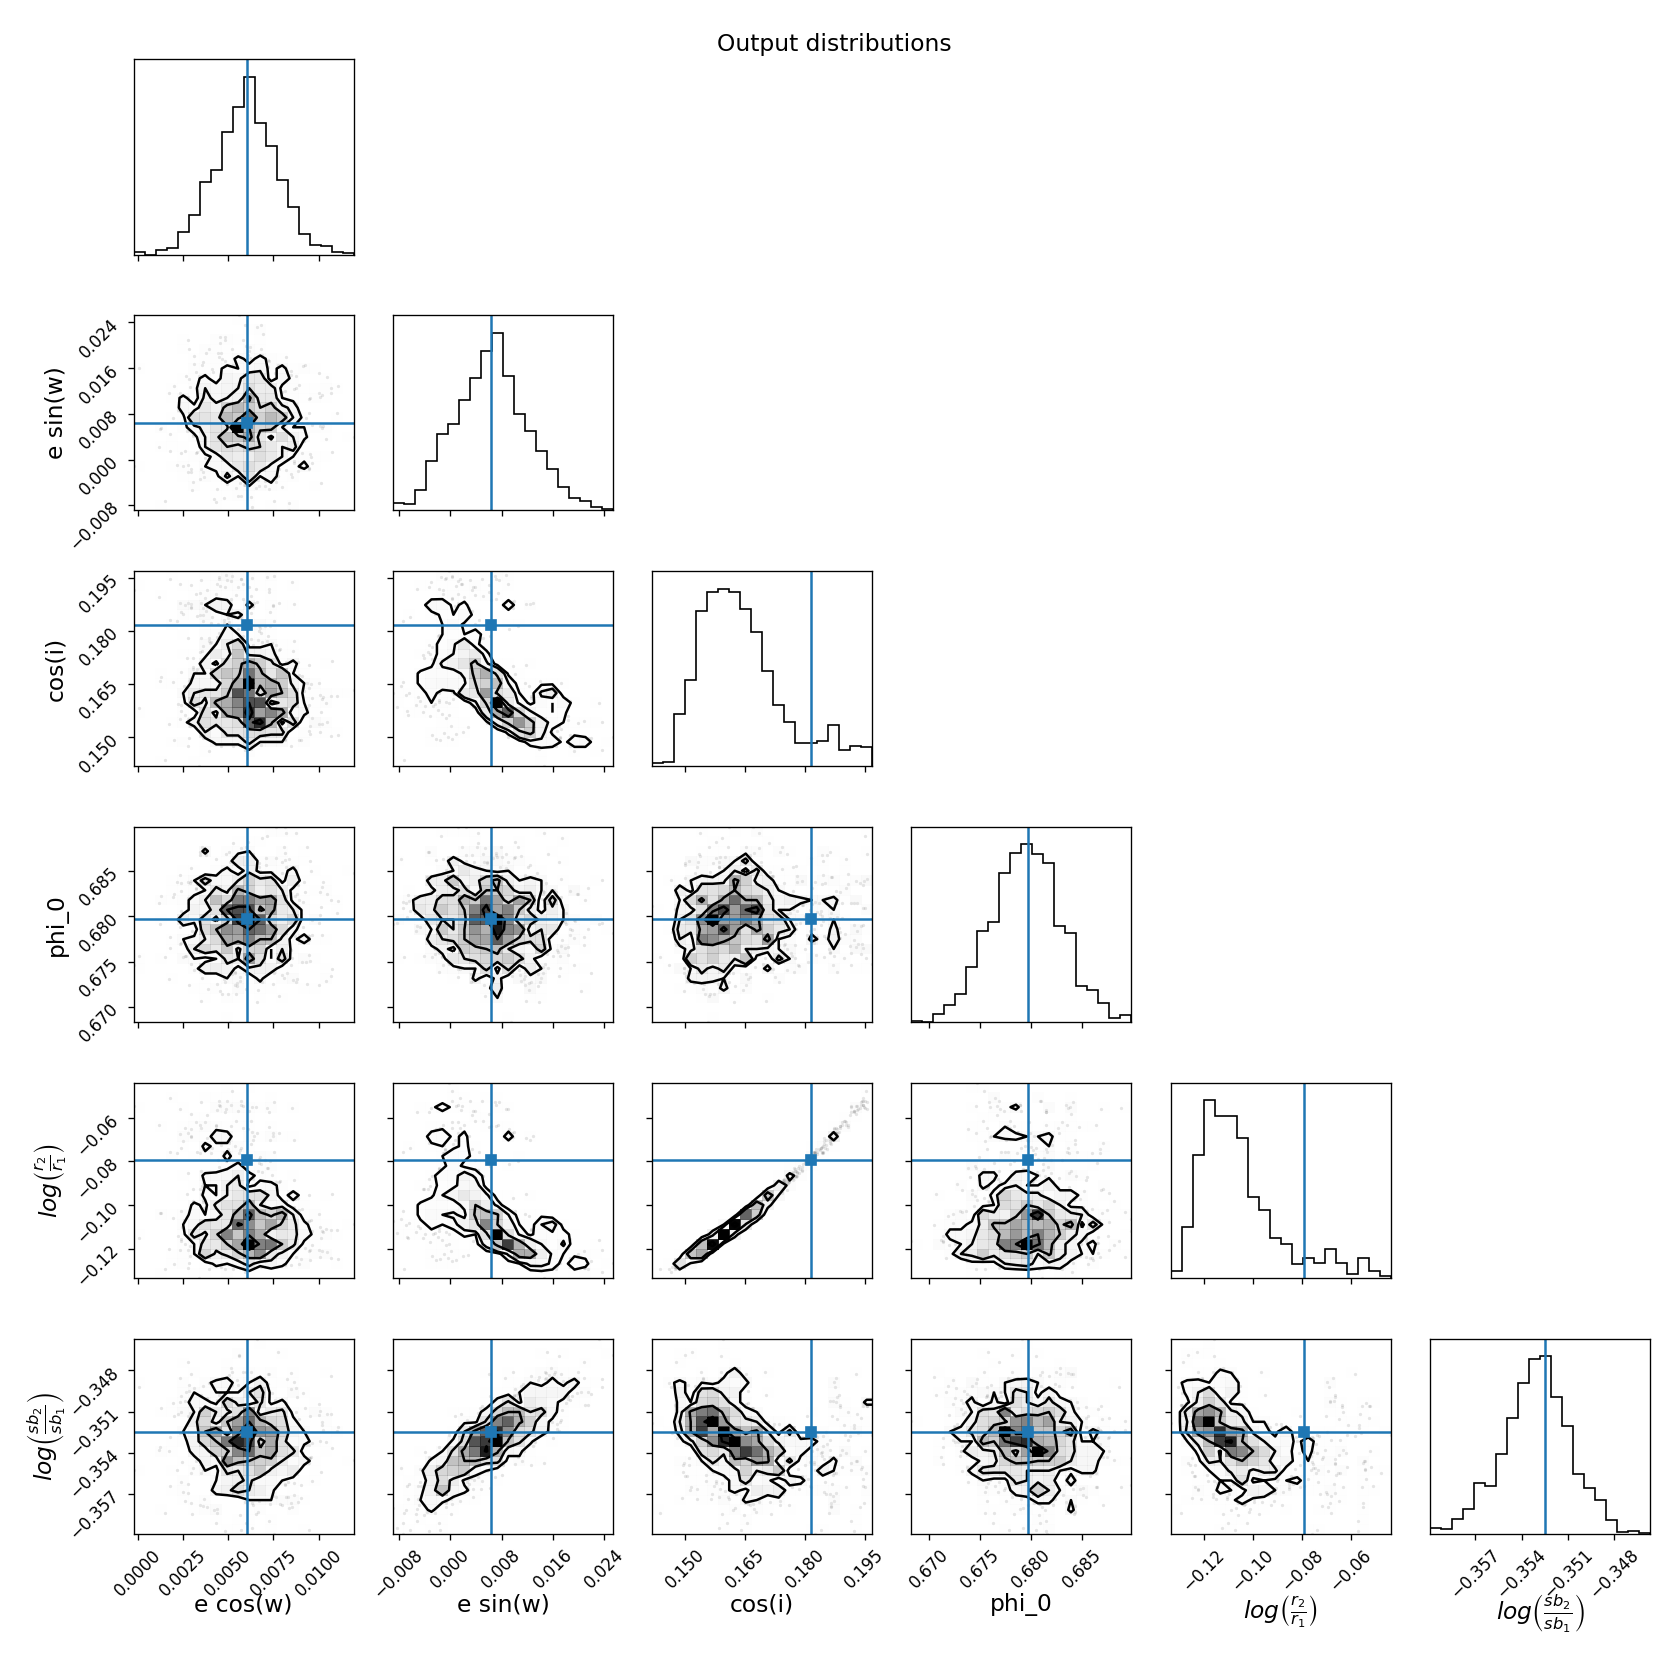 Output distributions
e sin(w)
0.024
0.016
0.008
0.000
−0.008
cos(i)
0.195
0.180
0.165
0.150
phi_0
0.685
0.680
0.675
0.670
log(r₂/r₁)
−0.06
−0.08
−0.10
−0.12
log(sb₂/sb₁)
−0.348
−0.351
−0.354
−0.357
0.0000 0.0025 0.0050 0.0075 0.0100 −0.008 0.000 0.008 0.016 0.024 0.150 0.165 0.180 0.195 0.670 0.675 0.680 0.685 −0.12 −0.10 −0.08 −0.06 −0.357 −0.354 −0.351 −0.348
e cos(w) e sin(w) cos(i) phi_0 log(r₂/r₁) log(sb₂/sb₁)